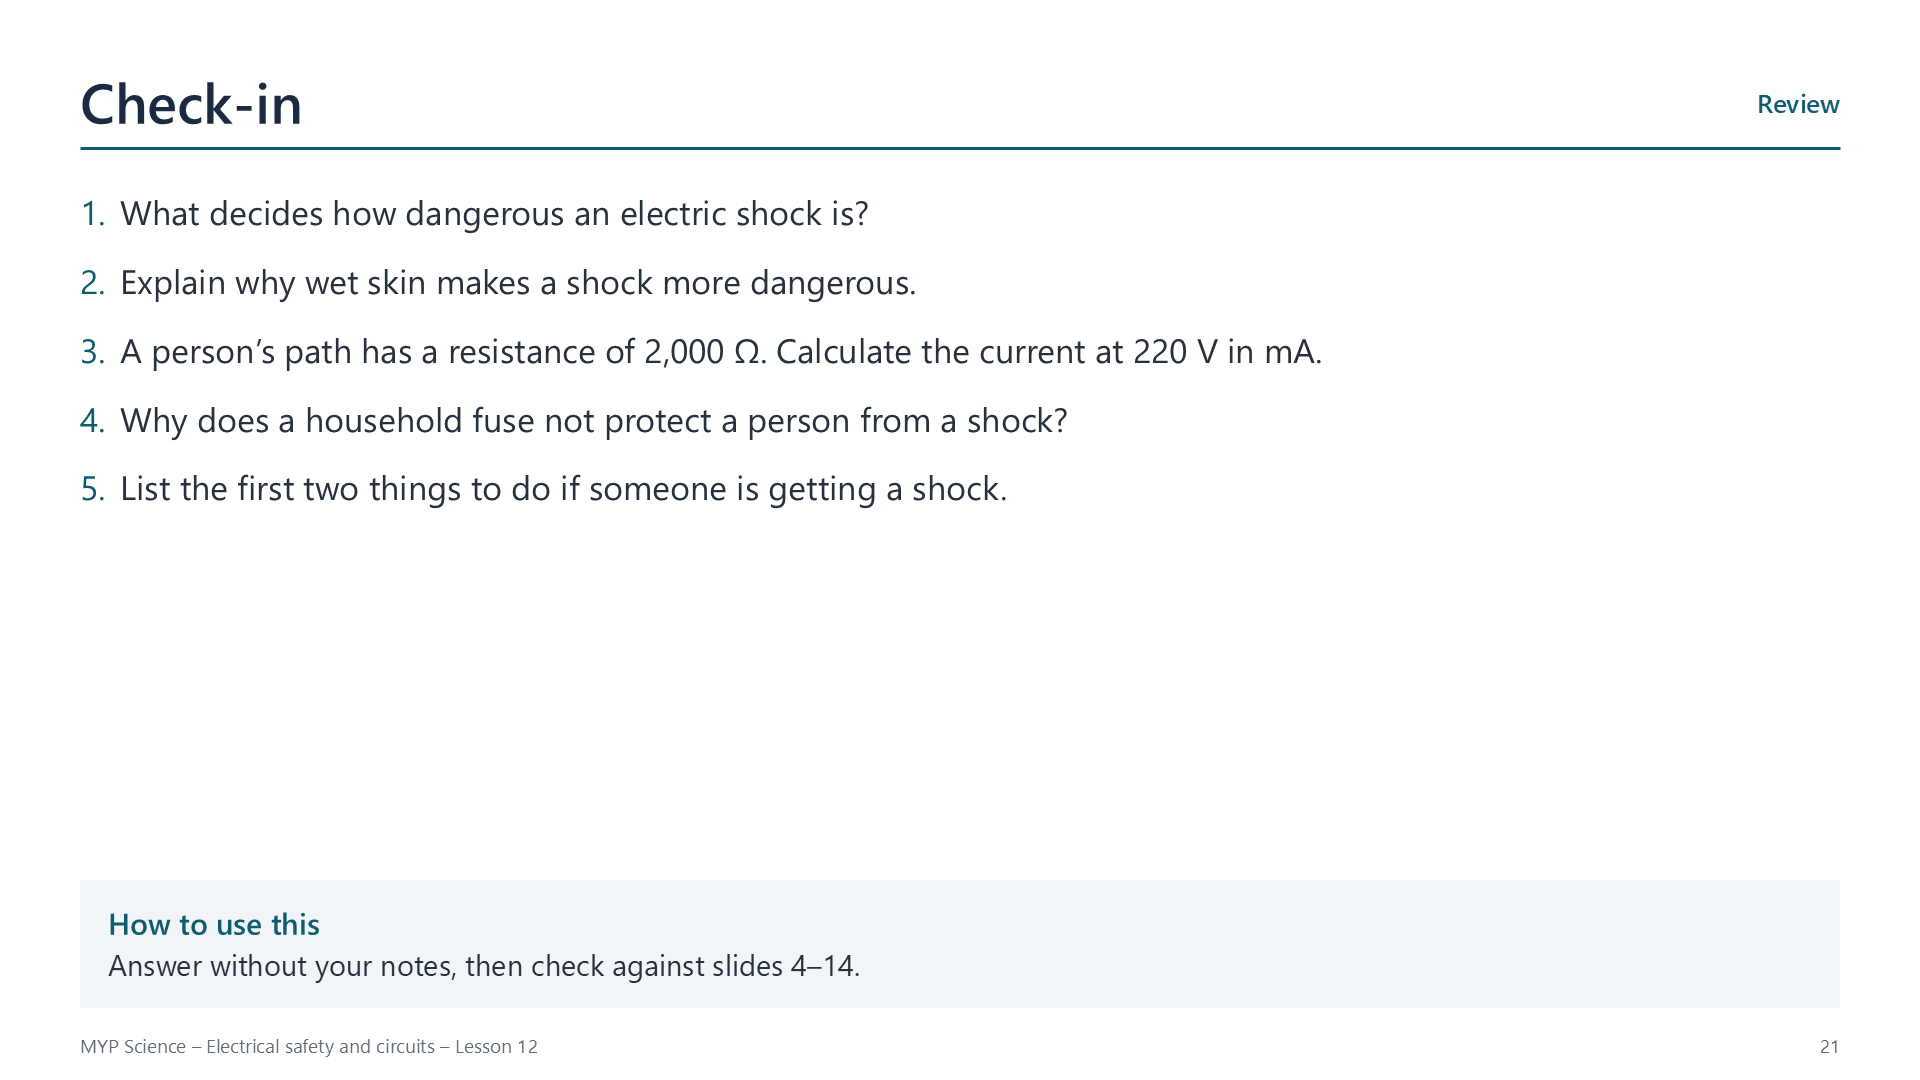 Check-in
Review
1. What decides how dangerous an electric shock is?
2. Explain why wet skin makes a shock more dangerous.
3. A person’s path has a resistance of 2,000 Ω. Calculate the current at 220 V in mA.
4. Why does a household fuse not protect a person from a shock?
5. List the first two things to do if someone is getting a shock.
How to use this
Answer without your notes, then check against slides 4–14.
MYP Science – Electrical safety and circuits – Lesson 12
21